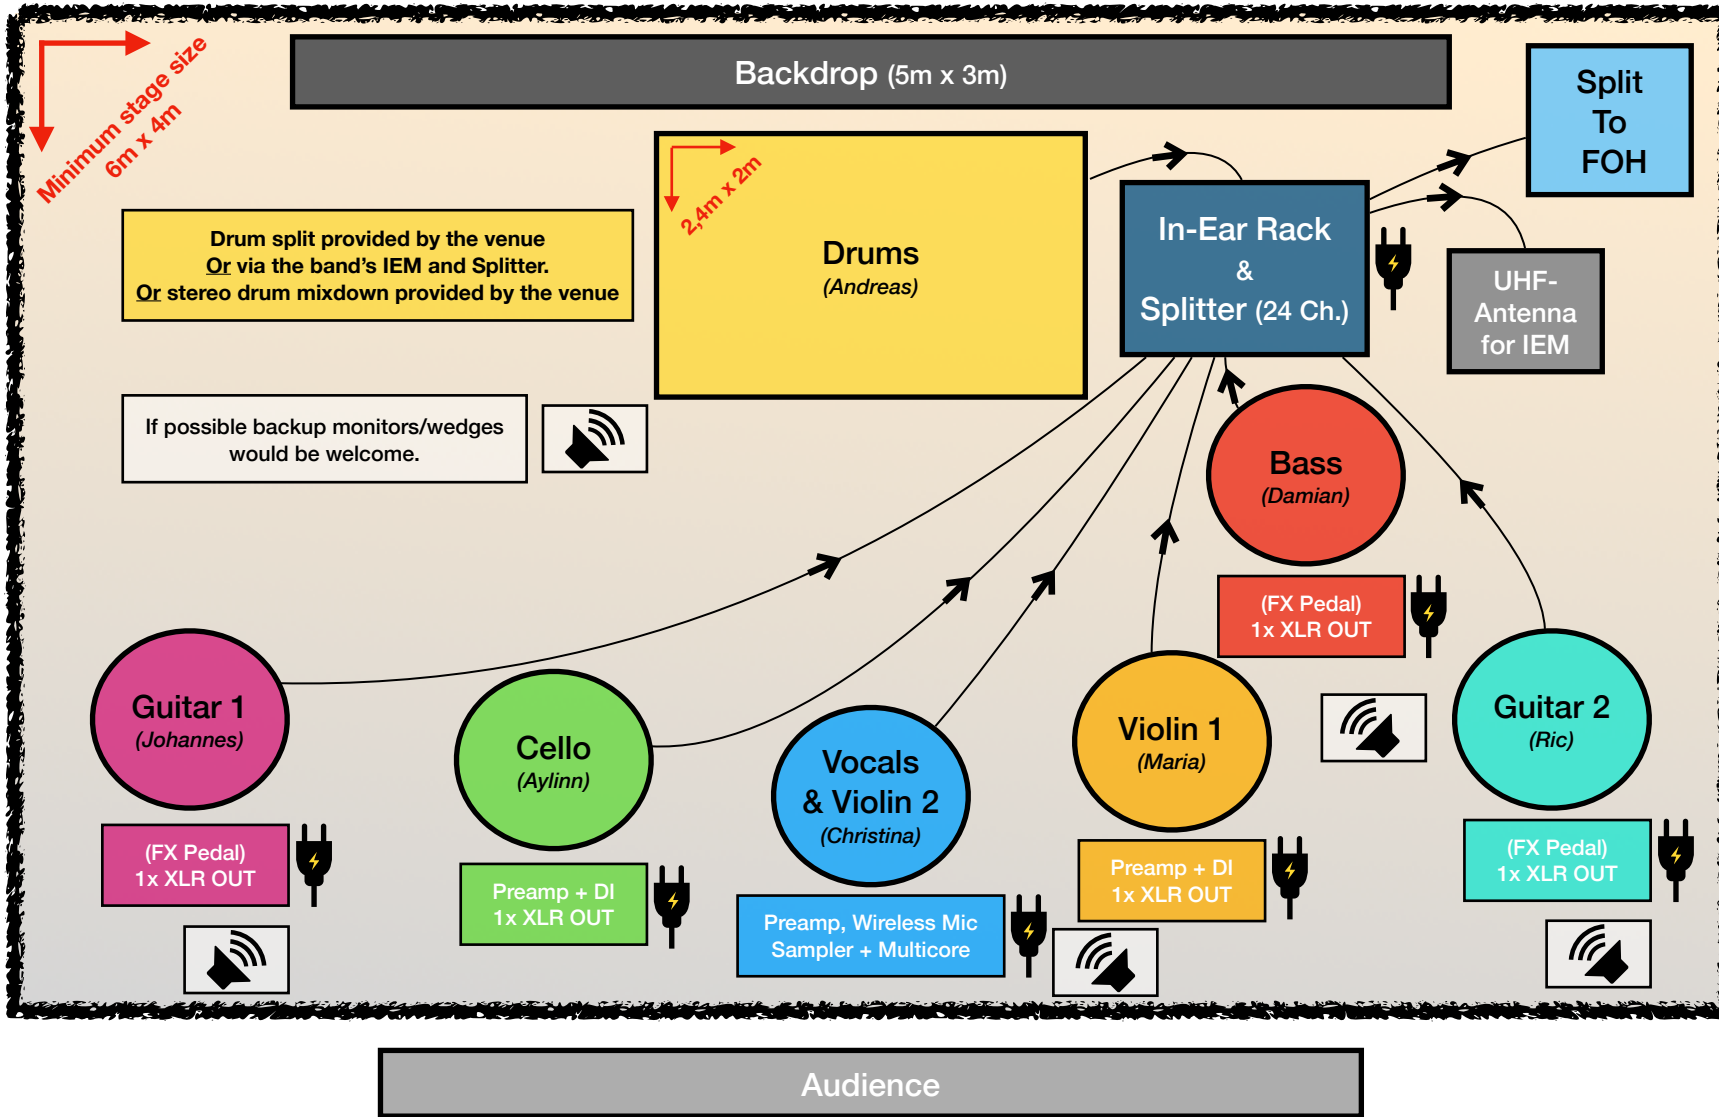 Minimum stage size
6m x 4m
Backdrop (5m x 3m)
Split
To
FOH
2,4m x 2m
Drums
(Andreas)
In-Ear Rack
&
Splitter (24 Ch.)
UHF-
Antenna
for IEM
Drum split provided by the venue
Or via the band's IEM and Splitter.
Or stereo drum mixdown provided by the venue
If possible backup monitors/wedges
would be welcome.
Bass
(Damian)
(FX Pedal)
1x XLR OUT
Guitar 1
(Johannes)
(FX Pedal)
1x XLR OUT
Cello
(Aylinn)
Preamp + DI
1x XLR OUT
Vocals
& Violin 2
(Christina)
Preamp, Wireless Mic
Sampler + Multicore
Violin 1
(Maria)
Preamp + DI
1x XLR OUT
Guitar 2
(Ric)
(FX Pedal)
1x XLR OUT
Audience